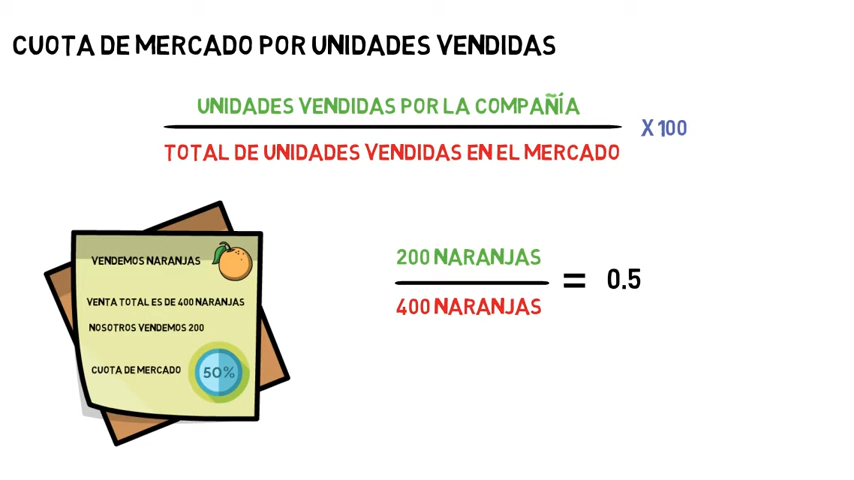 CUOTA DE MERCADO POR UNIDADES VENDIDAS
UNIDADES VENDIDAS POR LA COMPAÑÍA
X 100
TOTAL DE UNIDADES VENDIDAS EN EL MERCADO
VENDEMOS NARANJAS
VENTA TOTAL ES DE 400 NARANJAS
NOSOTROS VENDEMOS 200
CUOTA DE MERCADO 50%
200 NARANJAS
= 0.5
400 NARANJAS